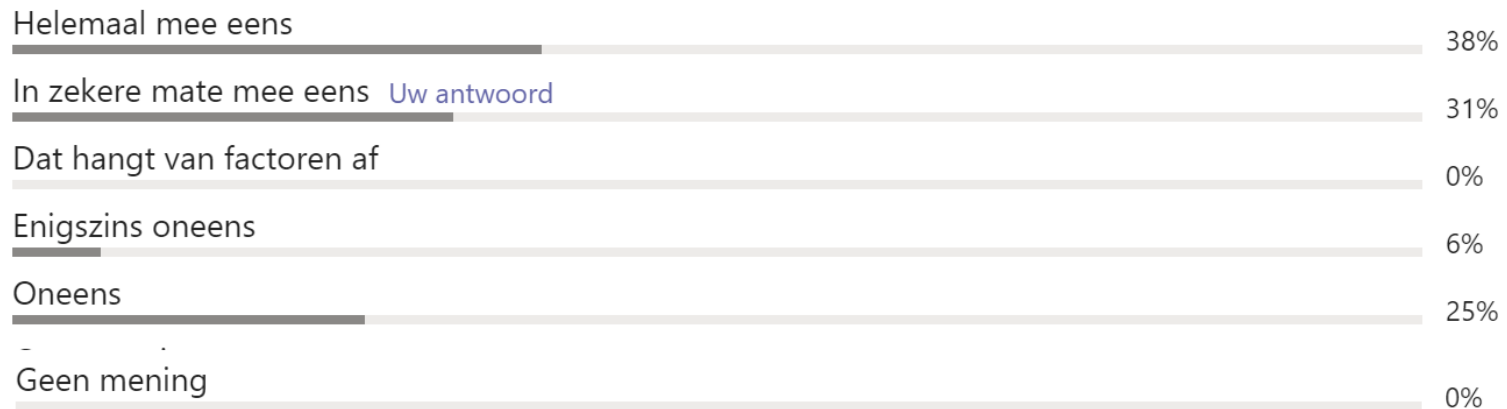 Helemaal mee eens
38%
In zekere mate mee eens Uw antwoord
31%
Dat hangt van factoren af
0%
Enigszins oneens
6%
Oneens
25%
Geen mening
0%